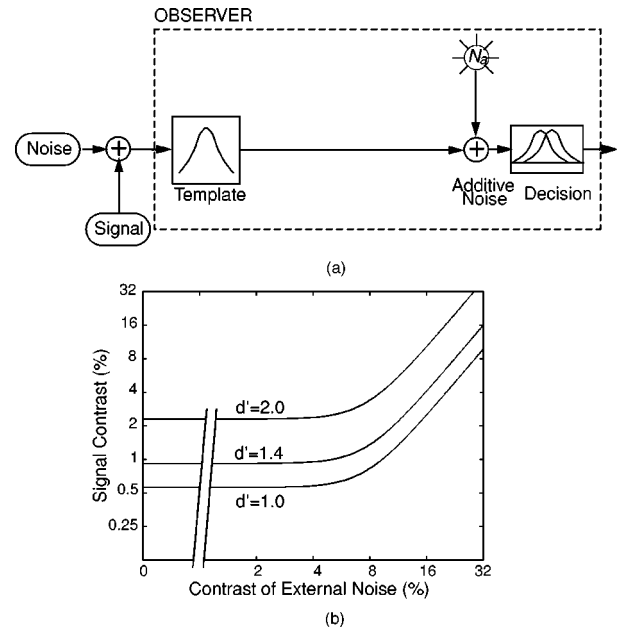 OBSERVER
Nₐ
Noise
+
+
Template
Additive
Noise
Decision
Signal
(a)
32
16
8
4
2
1
0.5
0.25
Signal Contrast (%)
d'=2.0
d'=1.4
d'=1.0
0
2
4
8
16
32
Contrast of External Noise (%)
(b)